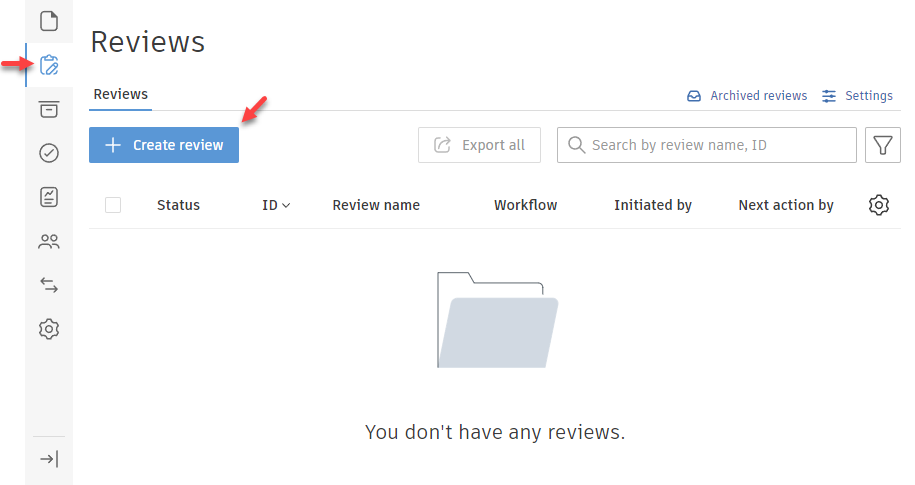 Reviews
Reviews
Archived reviews
Settings
Create review
Export all
Search by review name, ID
Status ID Review name Workflow Initiated by Next action by
You don't have any reviews.